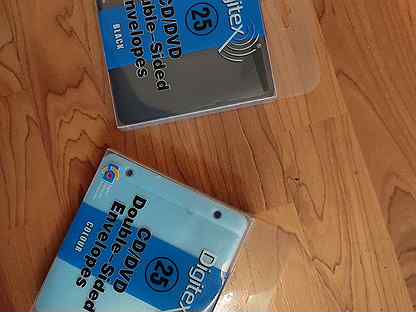 Digitex
25
CD/DVD
Double-Sided
Envelopes
BLACK
Digitex
25
CD/DVD
Double-Sided
Envelopes
COLOUR